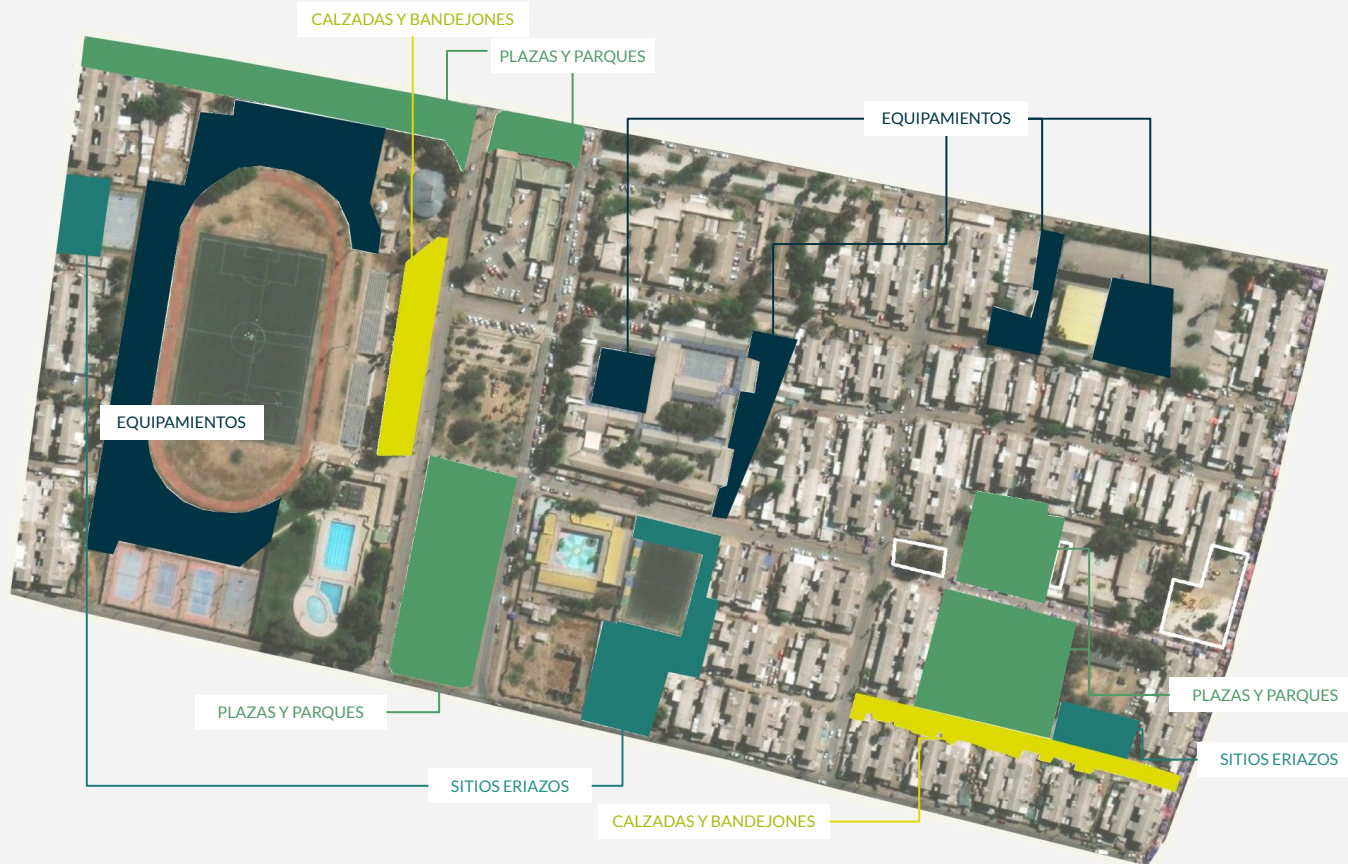 CALZADAS Y BANDEJONES
PLAZAS Y PARQUES
EQUIPAMIENTOS
EQUIPAMIENTOS
PLAZAS Y PARQUES
PLAZAS Y PARQUES
SITIOS ERIAZOS
SITIOS ERIAZOS
CALZADAS Y BANDEJONES